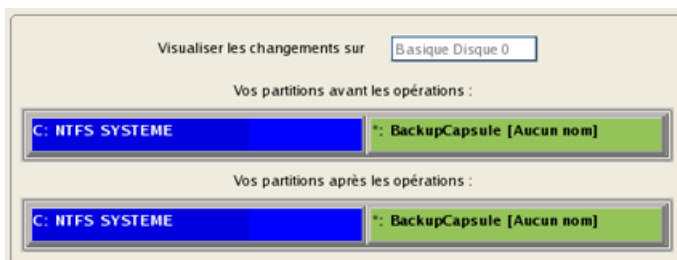 Visualiser les changements sur Basique Disque 0
Vos partitions avant les opérations :
C: NTFS SYSTEME *: BackupCapsule [Aucun nom]
Vos partitions après les opérations :
C: NTFS SYSTEME *: BackupCapsule [Aucun nom]